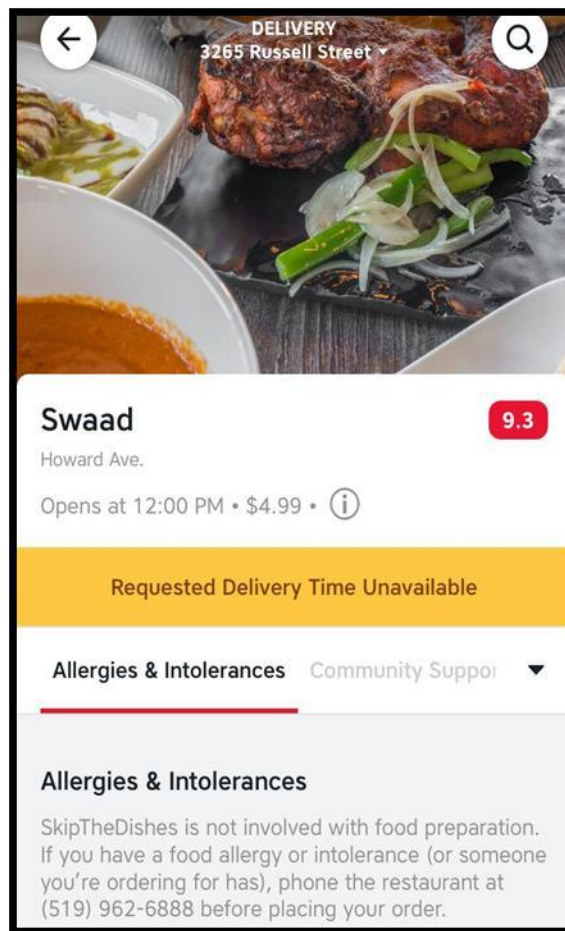 DELIVERY
3265 Russell Street
Swaad
9.3
Howard Ave.
Opens at 12:00 PM • $4.99 •
Requested Delivery Time Unavailable
Allergies & Intolerances Community Suppor
Allergies & Intolerances
SkipTheDishes is not involved with food preparation.
If you have a food allergy or intolerance (or someone
you're ordering for has), phone the restaurant at
(519) 962-6888 before placing your order.